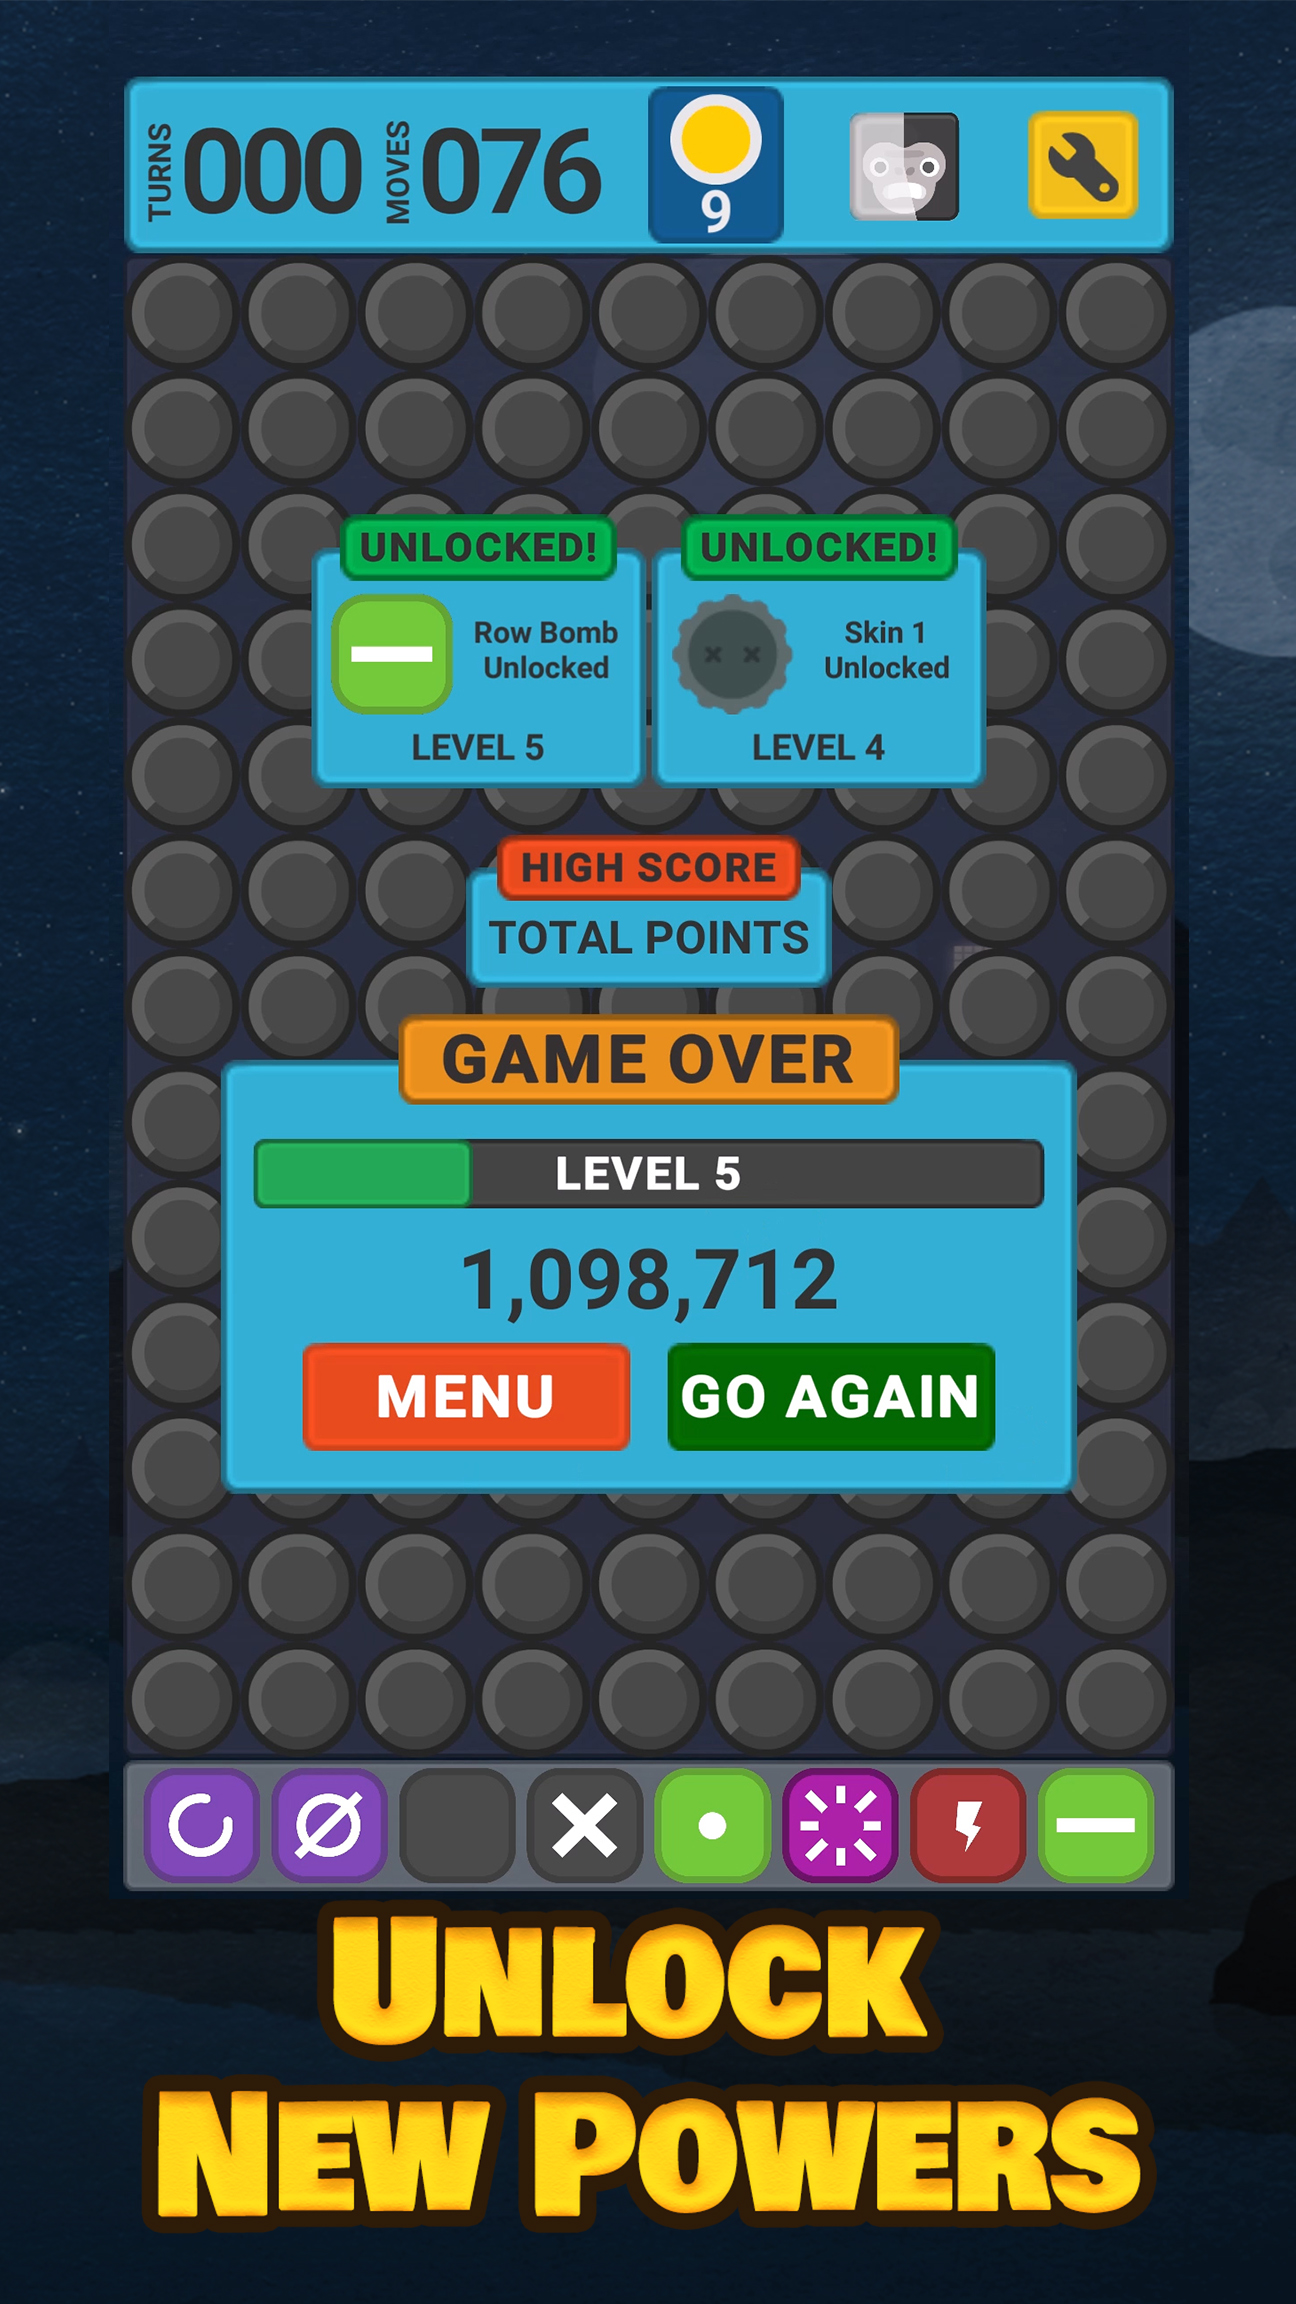 TURNS 000 MOVES 076
9
UNLOCKED! UNLOCKED!
Row Bomb
Unlocked
LEVEL 5
Skin 1
Unlocked
LEVEL 4
HIGH SCORE
TOTAL POINTS
GAME OVER
LEVEL 5
1,098,712
MENU GO AGAIN
UNLOCK
NEW POWERS